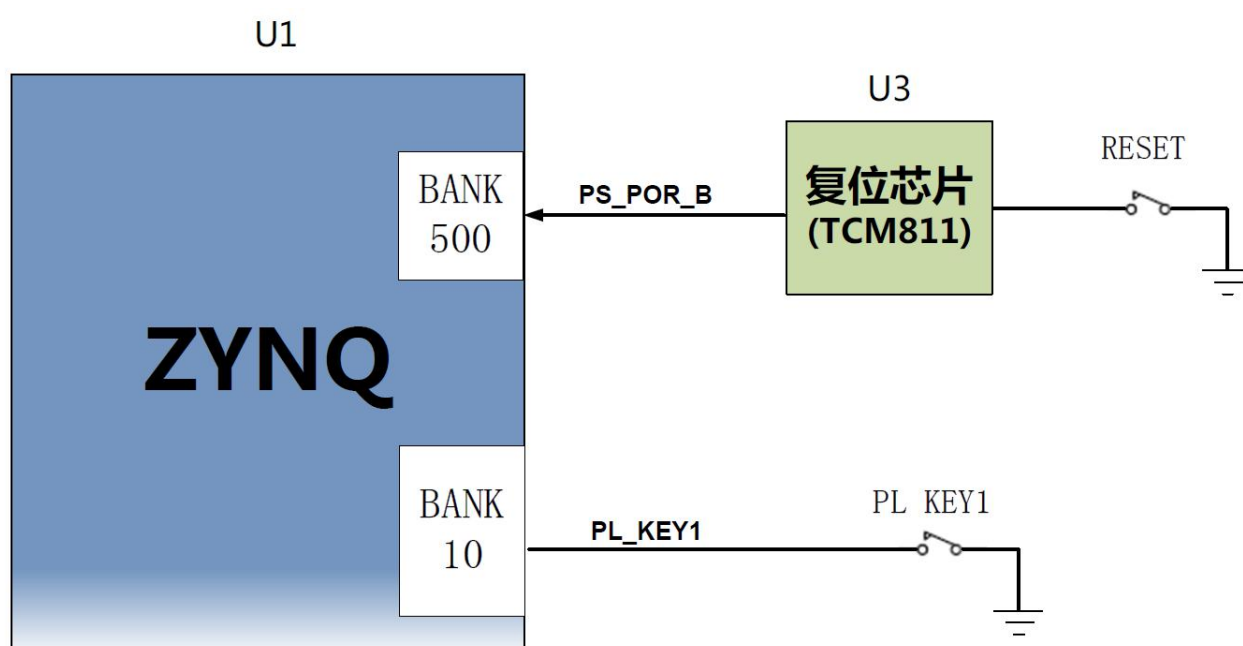 U1
U3
RESET
BANK
500
PS_POR_B
复位芯片
(TCM811)
ZYNQ
BANK
10
PL_KEY1
PL KEY1